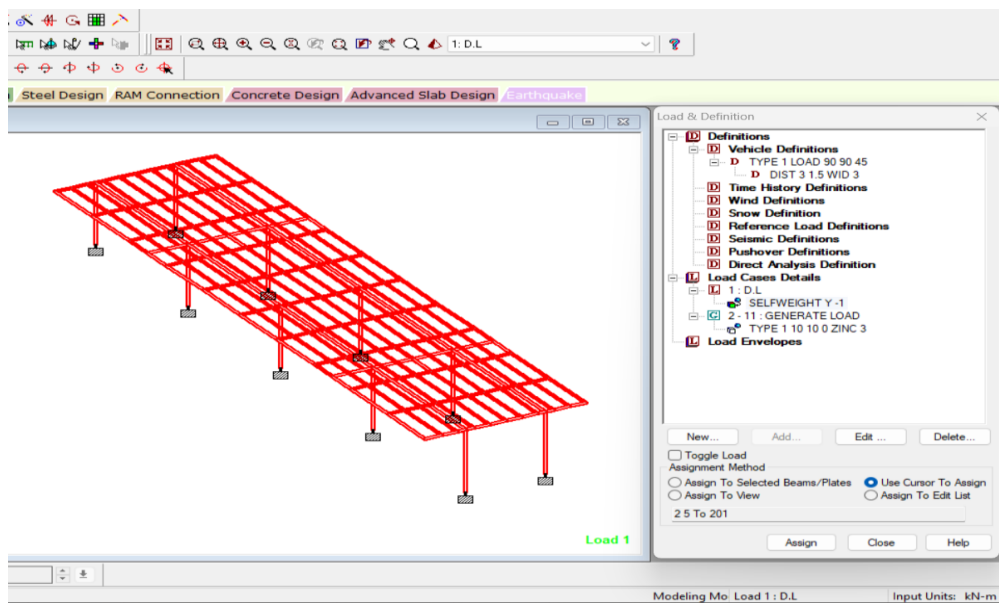 1: D.L
Steel Design RAM Connection Concrete Design Advanced Slab Design Earthquake
Load & Definition
Definitions
Vehicle Definitions
TYPE 1 LOAD 90 90 45
DIST 3 1.5 WID 3
Time History Definitions
Wind Definitions
Snow Definition
Reference Load Definitions
Seismic Definitions
Pushover Definitions
Direct Analysis Definition
Load Cases Details
1 : D.L
SELFWEIGHT Y -1
2 - 11 : GENERATE LOAD
TYPE 1 10 10 0 ZINC 3
Load Envelopes
New... Add... Edit ... Delete...
Toggle Load
Assignment Method
Assign To Selected Beams/Plates Use Cursor To Assign
Assign To View Assign To Edit List
2 5 To 201
Assign Close Help
Load 1
Modeling Mo Load 1 : D.L Input Units: kN-m